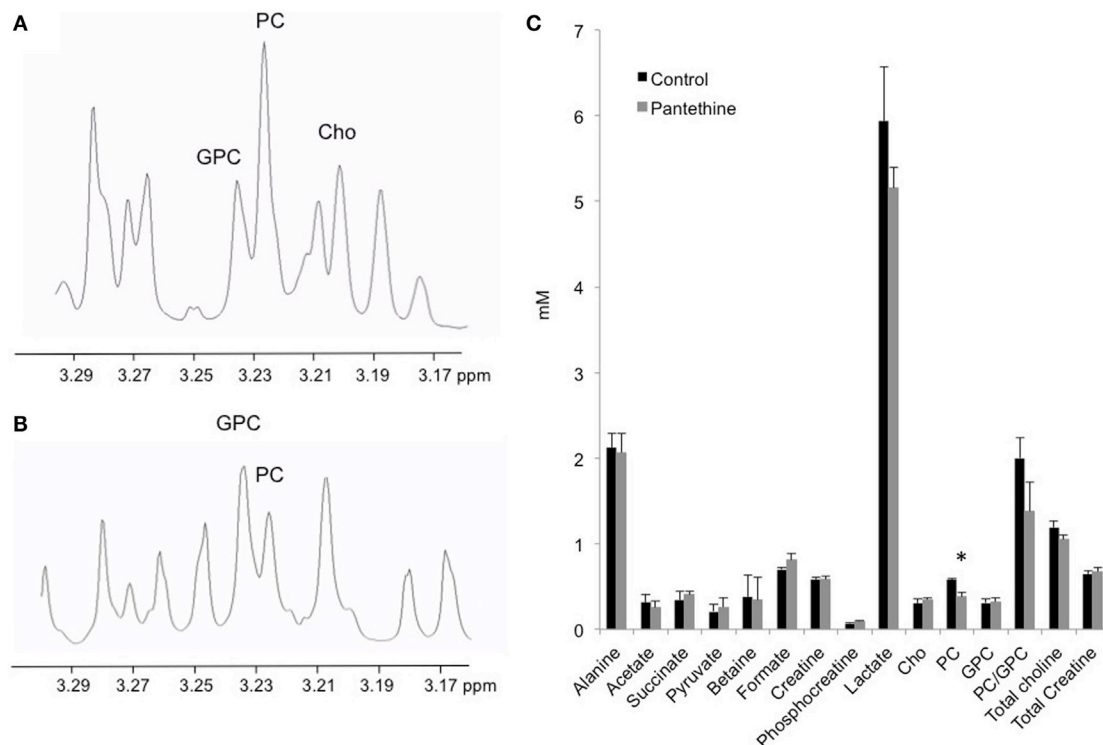 A
PC
GPC
Cho
3.29 3.27 3.25 3.23 3.21 3.19 3.17 ppm
B
GPC
PC
3.29 3.27 3.25 3.23 3.21 3.19 3.17 ppm
C
7
6
5
4
3
2
1
0
mM
Control
Pantethine
*
Alanine
Acetate
Succinate
Pyruvate
Betaine
Formate
Creatine
Phosphocreatine
Lactate
Cho
PC
GPC
PC/GPC
Total choline
Total Creatine